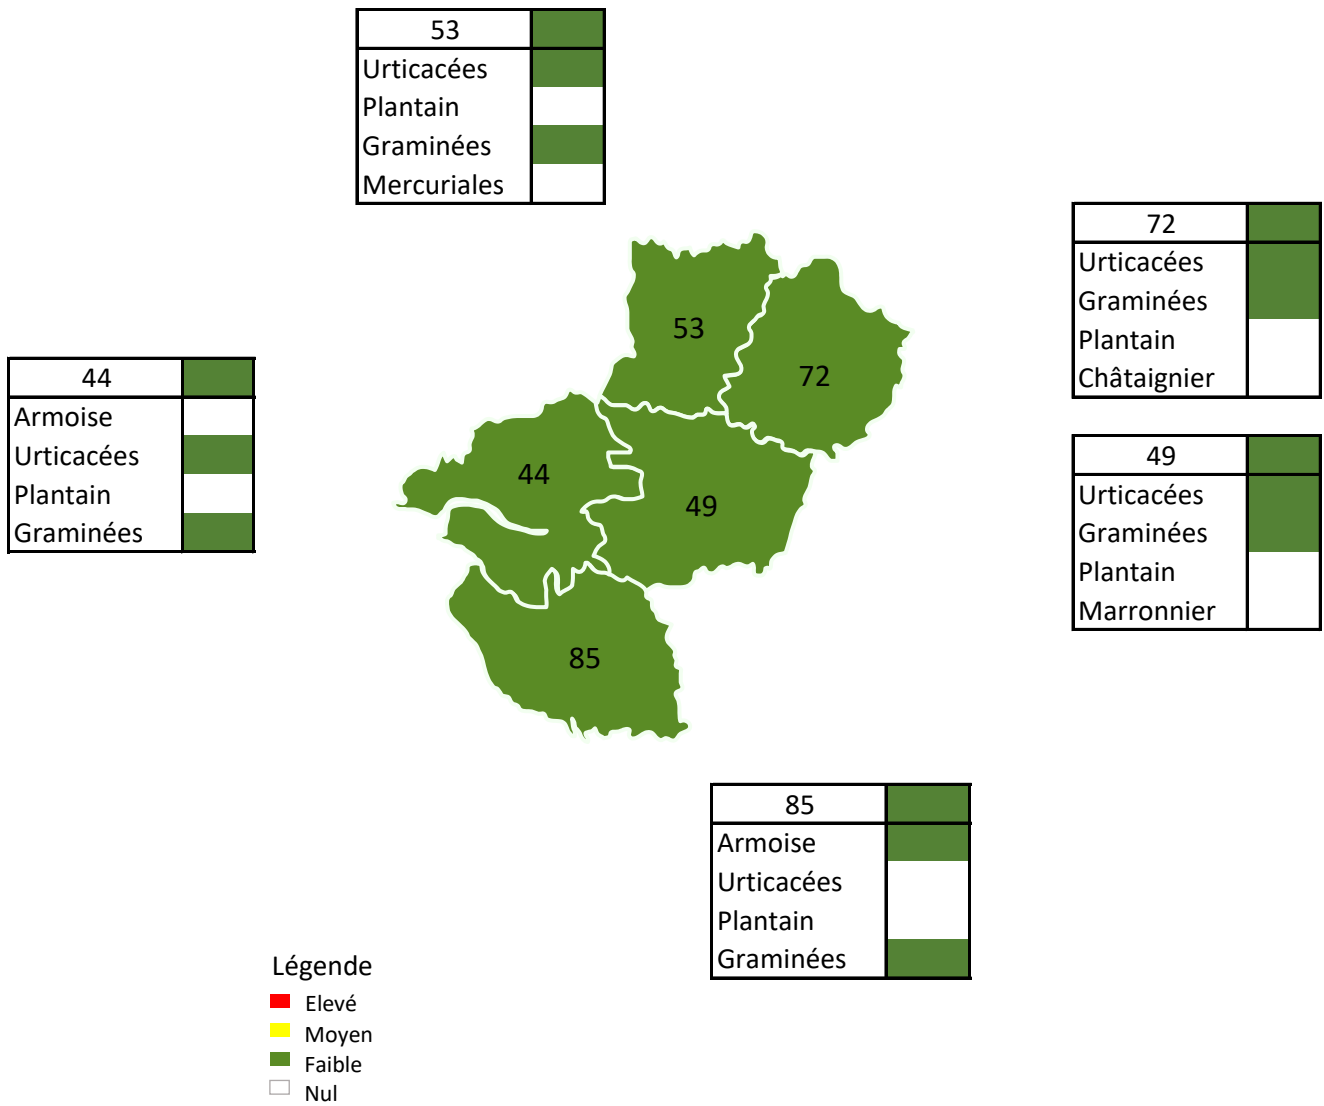 53
Urticacées
Plantain
Graminées
Mercuriales
72
Urticacées
Graminées
Plantain
Châtaignier
53
72
44
Armoise
Urticacées
Plantain
Graminées
44
49
49
Urticacées
Graminées
Plantain
Marronnier
85
85
Armoise
Urticacées
Plantain
Graminées
Légende
Elevé
Moyen
Faible
Nul